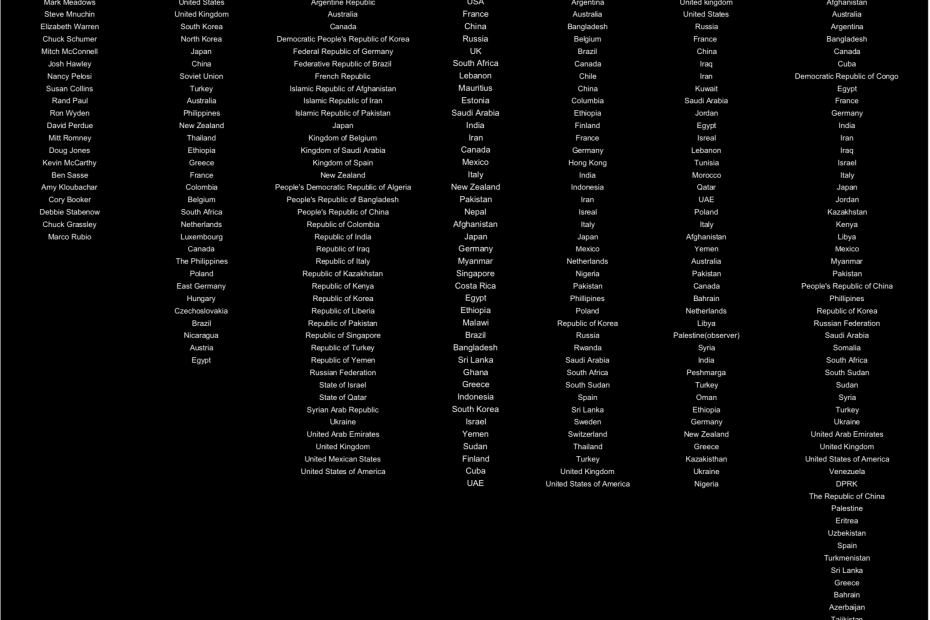 Mark Meadows
Steve Mnuchin
Elizabeth Warren
Chuck Schumer
Mitch McConnell
Josh Hawley
Nancy Pelosi
Susan Collins
Rand Paul
Ron Wyden
David Perdue
Mitt Romney
Doug Jones
Kevin McCarthy
Ben Sasse
Amy Kloubachar
Cory Booker
Debbie Stabenow
Chuck Grassley
Marco Rubio
United States
United Kingdom
South Korea
North Korea
Japan
China
Soviet Union
Turkey
Australia
Philippines
New Zealand
Thailand
Ethiopia
Greece
France
Colombia
Belgium
South Africa
Netherlands
Luxembourg
Canada
The Philippines
Poland
East Germany
Hungary
Czechoslovakia
Brazil
Nicaragua
Austria
Egypt
Argentine Republic
Australia
Canada
Democratic People's Republic of Korea
Federal Republic of Germany
Federative Republic of Brazil
French Republic
Islamic Republic of Afghanistan
Islamic Republic of Iran
Islamic Republic of Pakistan
Japan
Kingdom of Belgium
Kingdom of Saudi Arabia
Kingdom of Spain
New Zealand
People's Democratic Republic of Algeria
People's Republic of Bangladesh
People's Republic of China
Republic of Colombia
Republic of India
Republic of Iraq
Republic of Italy
Republic of Kazakhstan
Republic of Kenya
Republic of Korea
Republic of Liberia
Republic of Pakistan
Republic of Singapore
Republic of Turkey
Republic of Yemen
Russian Federation
State of Israel
State of Qatar
Syrian Arab Republic
Ukraine
United Arab Emirates
United Kingdom
United Mexican States
United States of America
USA
France
China
Russia
UK
South Africa
Lebanon
Mauritius
Estonia
Saudi Arabia
India
Iran
Canada
Mexico
Italy
New Zealand
Pakistan
Nepal
Afghanistan
Japan
Germany
Myanmar
Singapore
Costa Rica
Egypt
Ethiopia
Malawi
Brazil
Bangladesh
Sri Lanka
Ghana
Greece
Indonesia
South Korea
Israel
Yemen
Sudan
Finland
Cuba
UAE
Argentina
Australia
Bangladesh
Belgium
Brazil
Canada
Chile
China
Columbia
Ethiopia
Finland
France
Germany
Hong Kong
India
Indonesia
Iran
Isreal
Italy
Japan
Mexico
Netherlands
Nigeria
Pakistan
Phillipines
Poland
Republic of Korea
Russia
Rwanda
Saudi Arabia
South Africa
South Sudan
Spain
Sri Lanka
Sweden
Switzerland
Thailand
Turkey
United Kingdom
United States of America
United kingdom
United States
Russia
France
China
Iraq
Iran
Kuwait
Saudi Arabia
Jordan
Egypt
Isreal
Lebanon
Tunisia
Morocco
Qatar
UAE
Poland
Italy
Afghanistan
Yemen
Australia
Pakistan
Canada
Bahrain
Netherlands
Libya
Palestine(observer)
Syria
India
Peshmarga
Turkey
Oman
Ethiopia
Germany
New Zealand
Greece
Kazakisthan
Ukraine
Nigeria
Afghanistan
Australia
Argentina
Bangladesh
Canada
Cuba
Democratic Republic of Congo
Egypt
France
Germany
India
Iran
Iraq
Israel
Italy
Japan
Jordan
Kazakhstan
Kenya
Libya
Mexico
Myanmar
Pakistan
People's Republic of China
Phillipines
Republic of Korea
Russian Federation
Saudi Arabia
Somalia
South Africa
South Sudan
Sudan
Syria
Turkey
Ukraine
United Arab Emirates
United Kingdom
United States of America
Venezuela
DPRK
The Republic of China
Palestine
Eritrea
Uzbekistan
Spain
Turkmenistan
Sri Lanka
Greece
Bahrain
Azerbaijan
Tajikistan